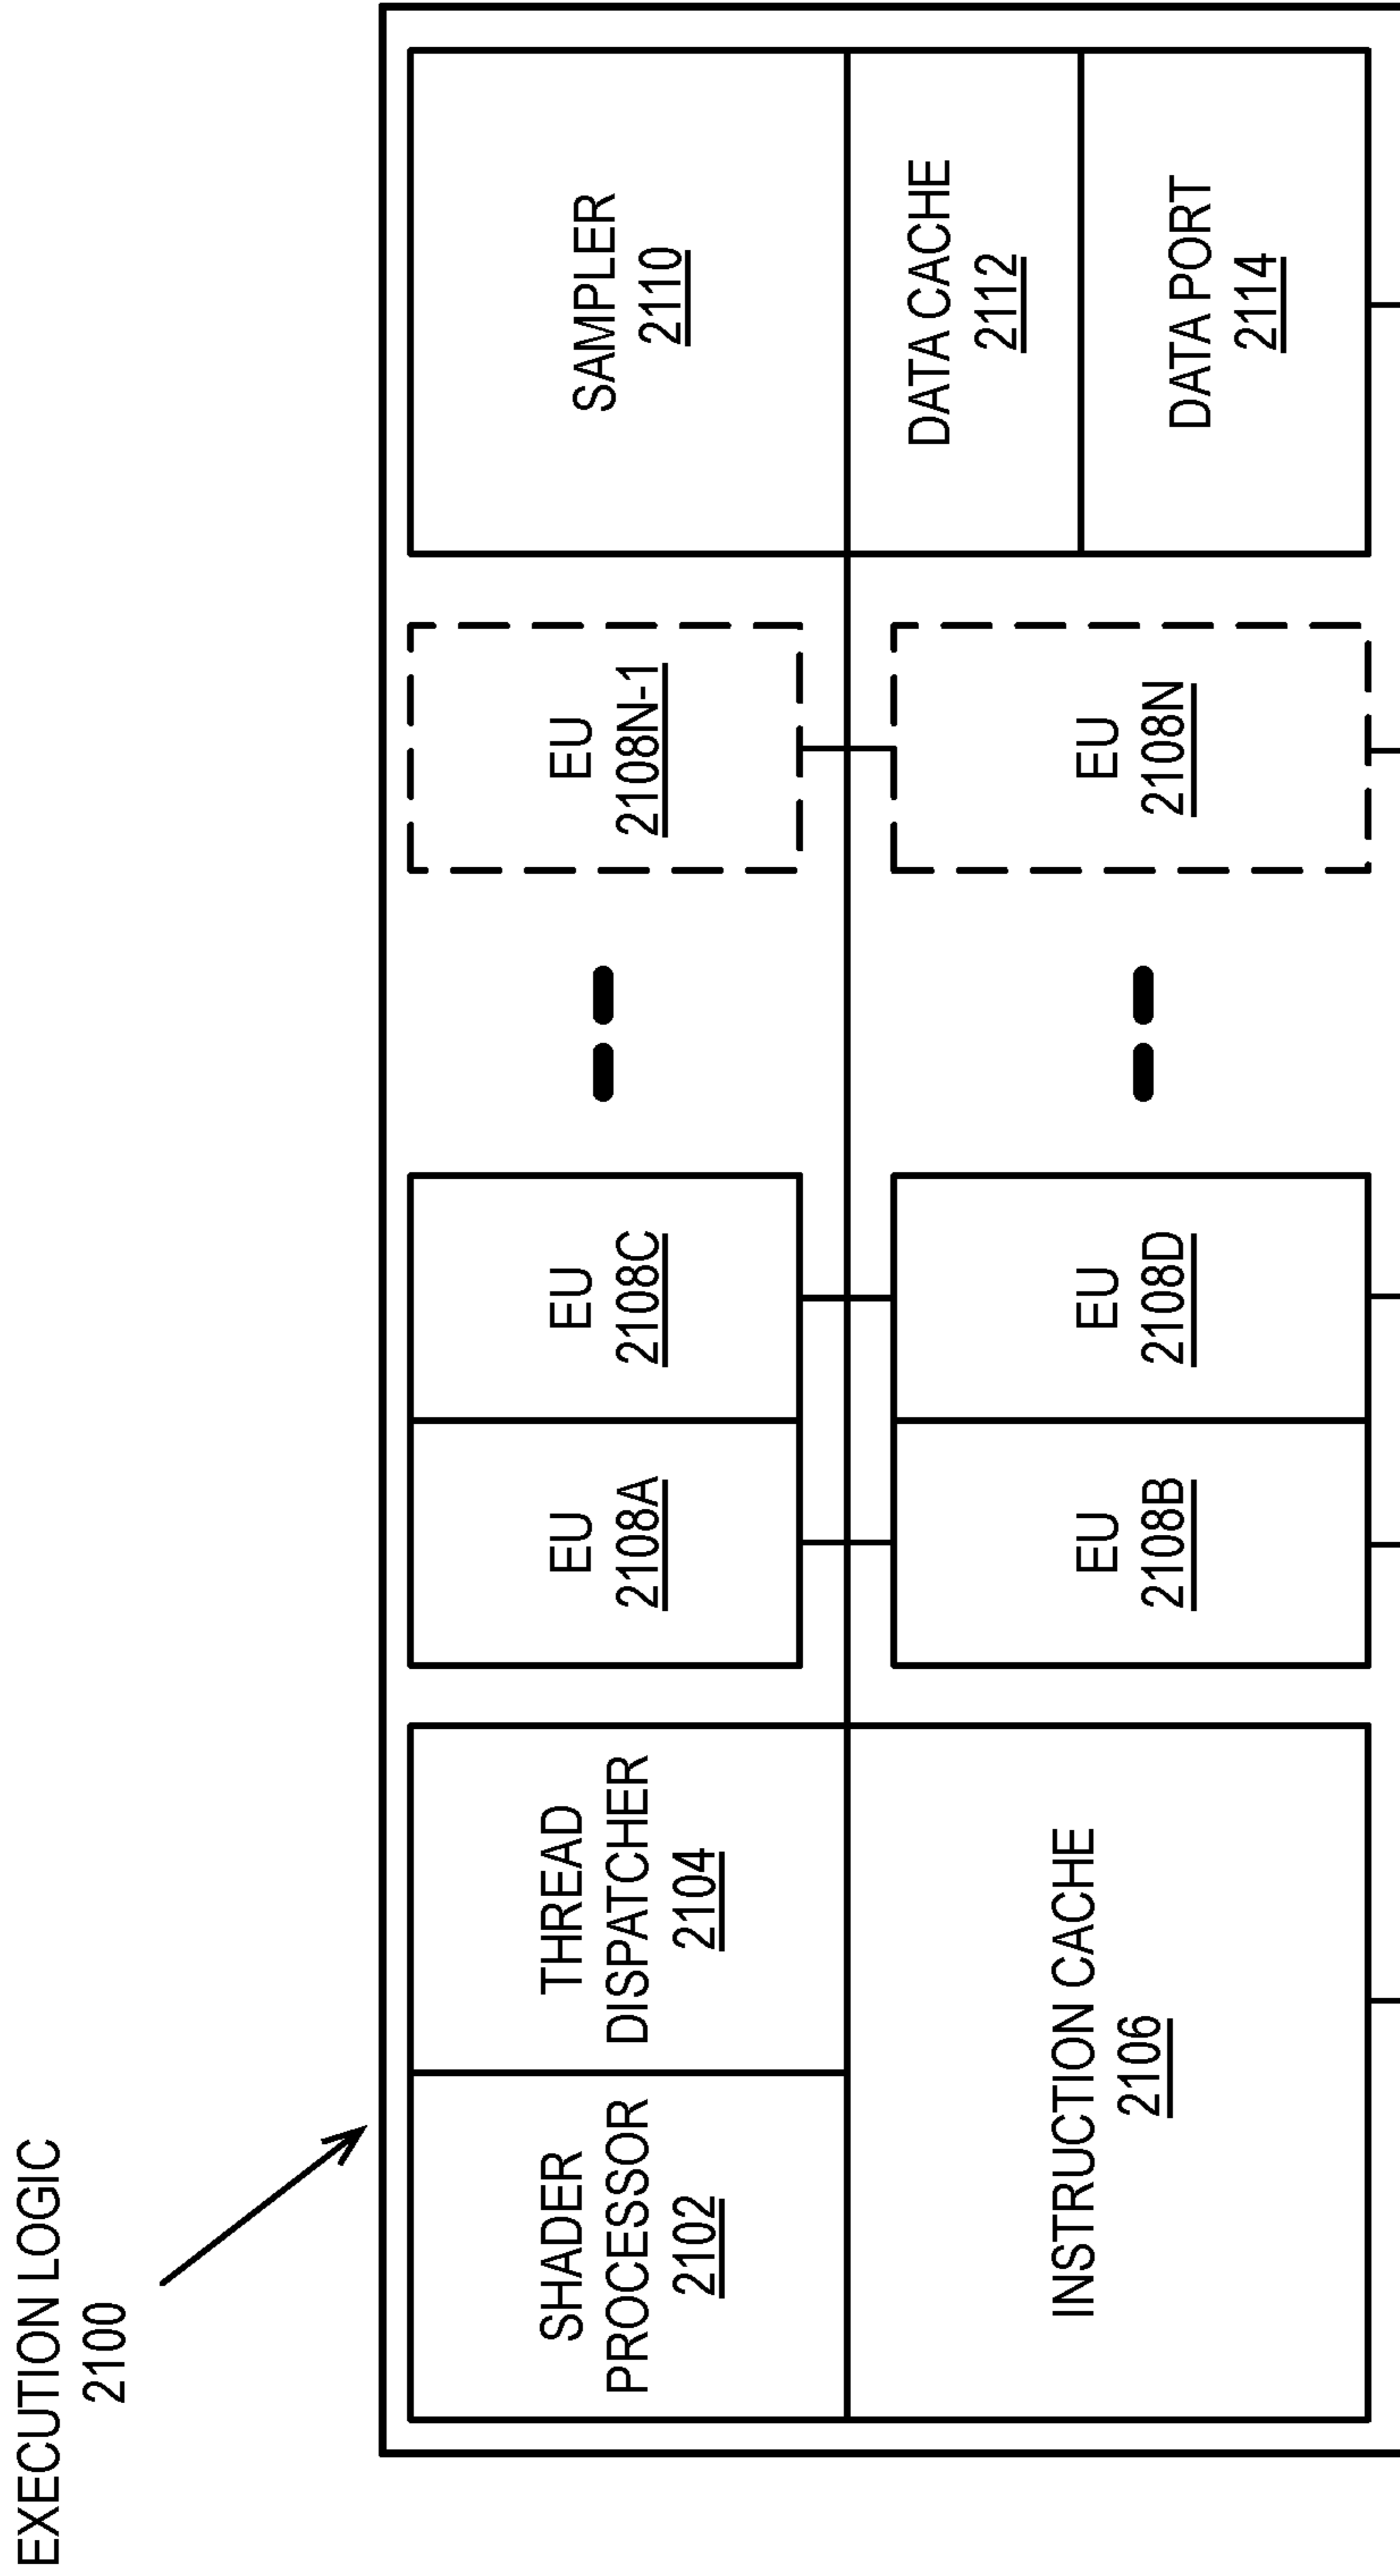 EXECUTION LOGIC
2100
SHADER
PROCESSOR
2102
THREAD
DISPATCHER
2104
INSTRUCTION CACHE
2106
EU
2108A
EU
2108C
EU
2108B
EU
2108D
EU
2108N-1
EU
2108N
SAMPLER
2110
DATA CACHE
2112
DATA PORT
2114